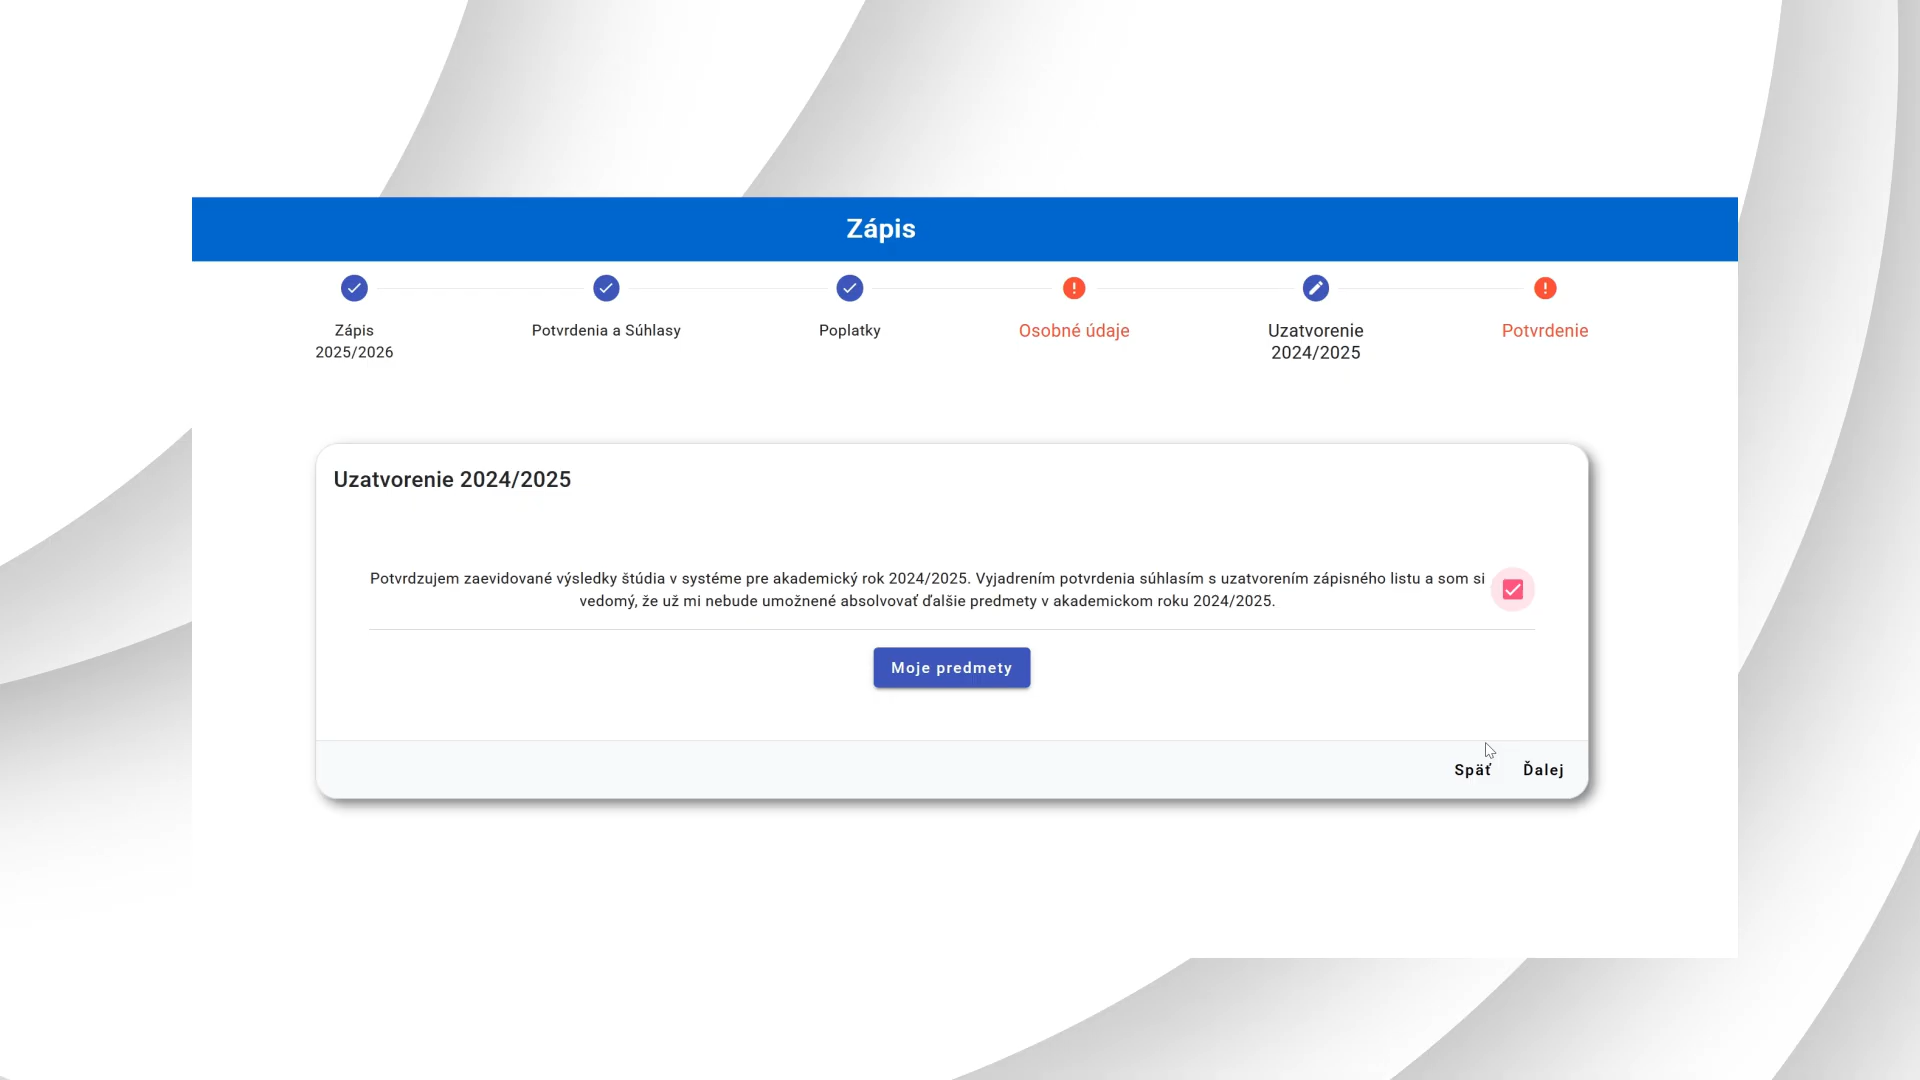 Zápis
Zápis
2025/2026
Potvrdenia a Súhlasy
Poplatky
Osobné údaje
Uzatvorenie
2024/2025
Potvrdenie
Uzatvorenie 2024/2025
Potvrdzujem zaevidované výsledky štúdia v systéme pre akademický rok 2024/2025. Vyjadrením potvrdenia súhlasím s uzatvorením zápisného listu a som si
vedomý, že už mi nebude umožnené absolvovať ďalšie predmety v akademickom roku 2024/2025.
Moje predmety
Späť
Ďalej